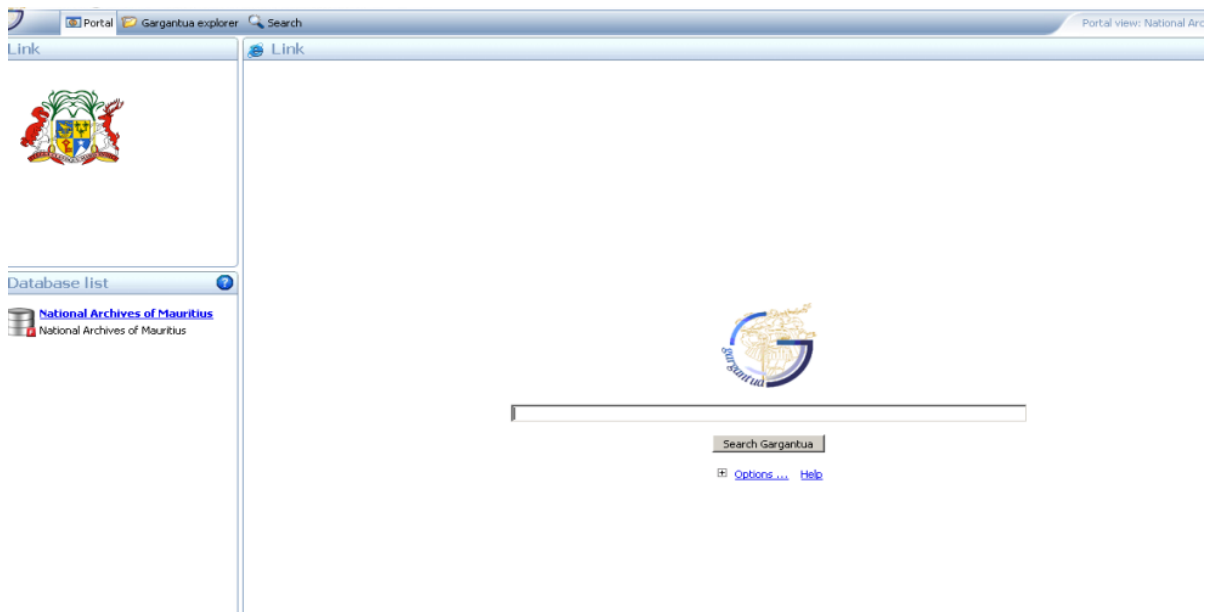 Portal Gargantua explorer Search
Portal view: National Arc
Link
Link
Database list
National Archives of Mauritius
National Archives of Mauritius
gargantua
Search Gargantua
Options ... Help